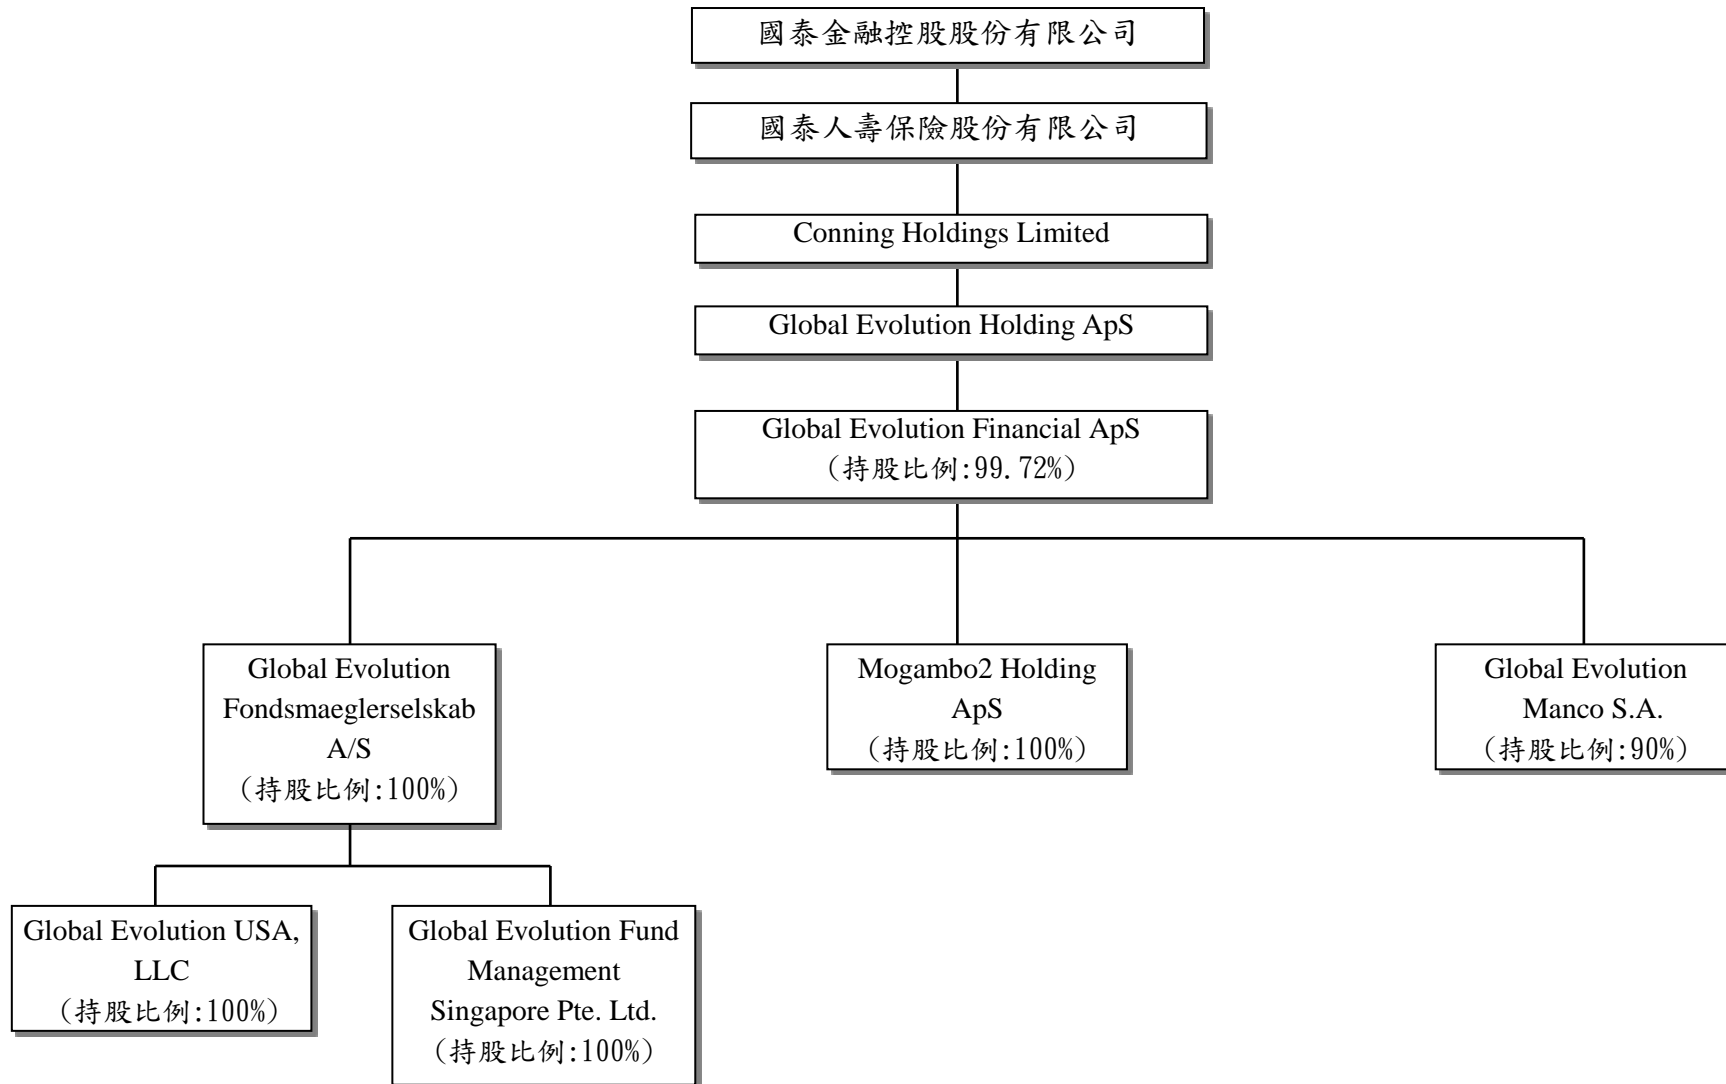 國泰金融控股股份有限公司
國泰人壽保險股份有限公司
Conning Holdings Limited
Global Evolution Holding ApS
Global Evolution Financial ApS
(持股比例:99.72%)
Global Evolution
Fondsmaeglerselskab
A/S
(持股比例:100%)
Mogambo2 Holding
ApS
(持股比例:100%)
Global Evolution
Manco S.A.
(持股比例:90%)
Global Evolution USA,
LLC
(持股比例:100%)
Global Evolution Fund
Management
Singapore Pte. Ltd.
(持股比例:100%)